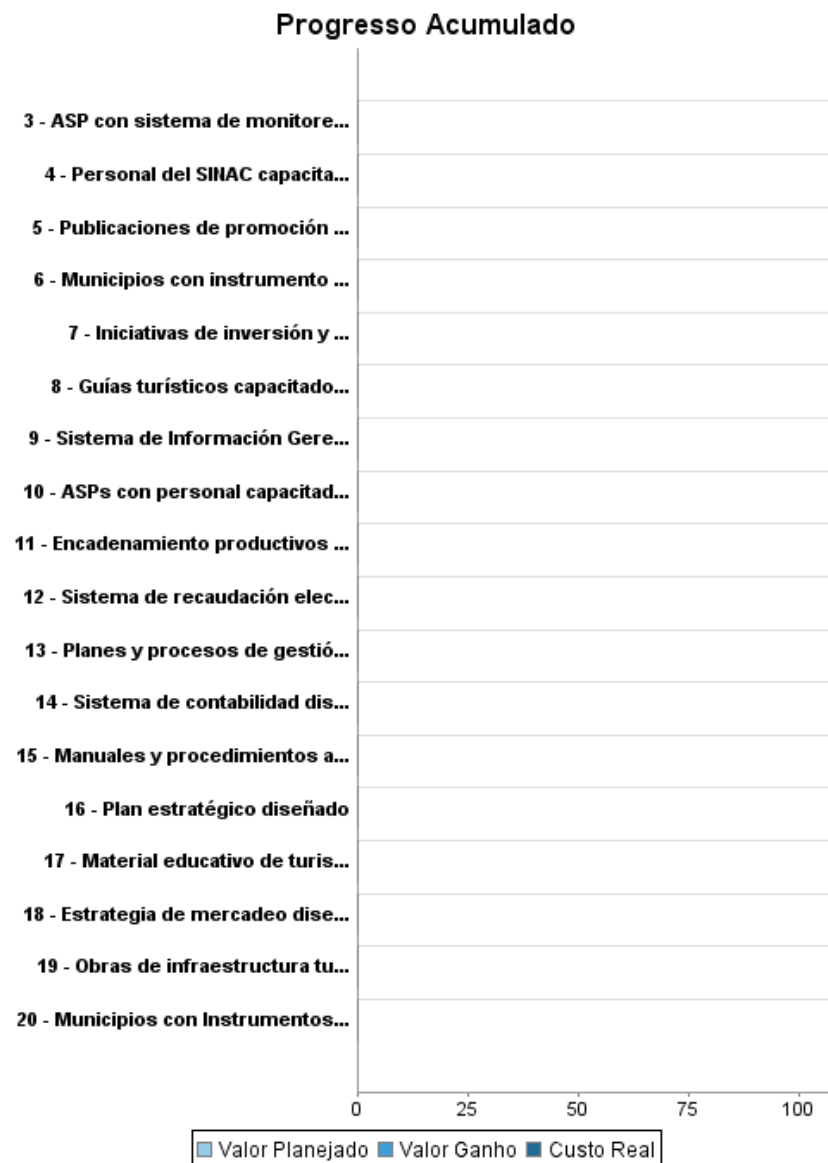 Progresso Acumulado
3 - ASP con sistema de monitore...
4 - Personal del SINAC capacita...
5 - Publicaciones de promoción ...
6 - Municipios con instrumento ...
7 - Iniciativas de inversión y ...
8 - Guías turísticos capacitado...
9 - Sistema de Información Gere...
10 - ASPs con personal capacitad...
11 - Encadenamiento productivos ...
12 - Sistema de recaudación elec...
13 - Planes y procesos de gestió...
14 - Sistema de contabilidad dis...
15 - Manuales y procedimientos a...
16 - Plan estratégico diseñado
17 - Material educativo de turis...
18 - Estrategia de mercadeo dise...
19 - Obras de infraestructura tu...
20 - Municipios con Instrumentos...
0 25 50 75 100
Valor Planejado Valor Ganho Custo Real